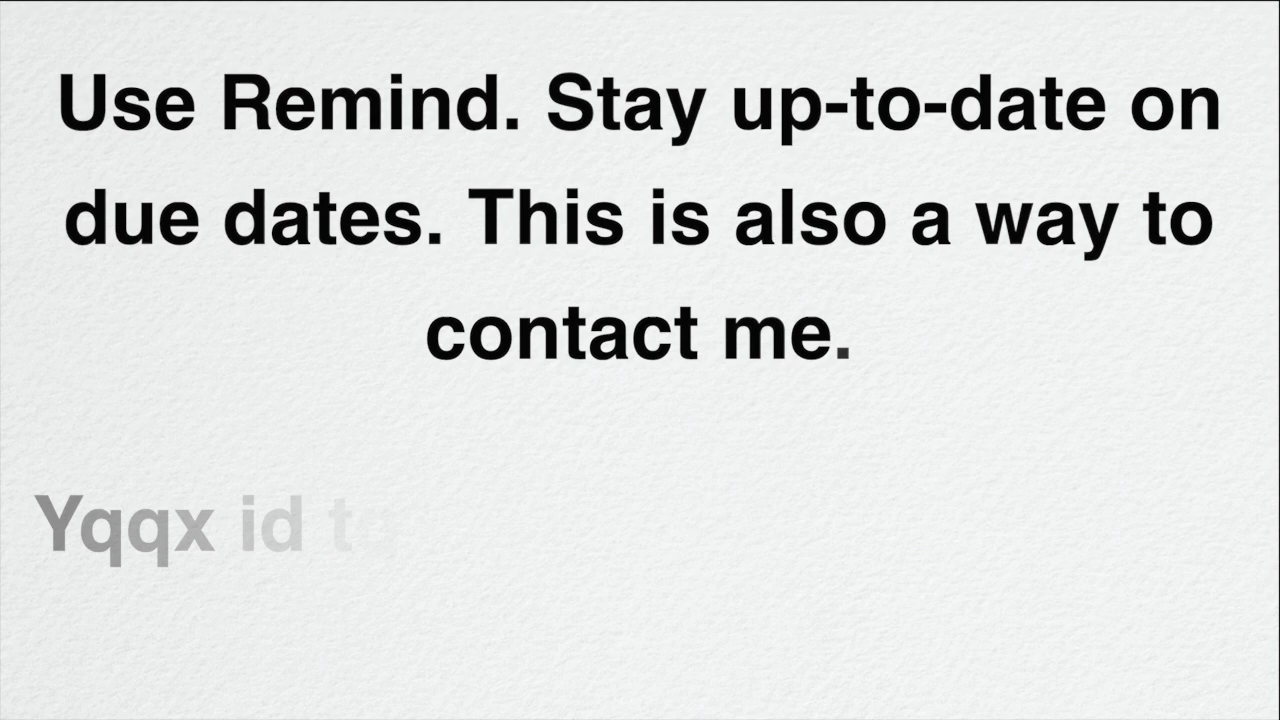 Use Remind. Stay up-to-date on
due dates. This is also a way to
contact me.
Yqqx id